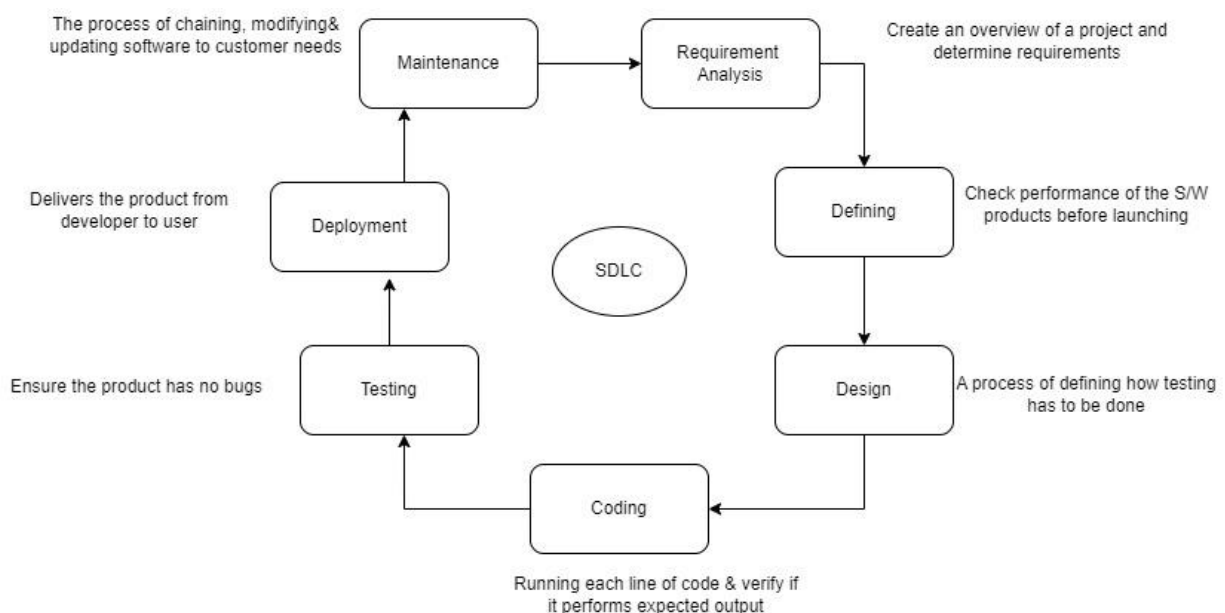 The process of chaining, modifying&
updating software to customer needs
Maintenance
Requirement
Analysis
Create an overview of a project and
determine requirements
Delivers the product from
developer to user
Deployment
Defining
Check performance of the S/W
products before launching
SDLC
Ensure the product has no bugs
Testing
Design
A process of defining how testing
has to be done
Coding
Running each line of code & verify if
it performs expected output